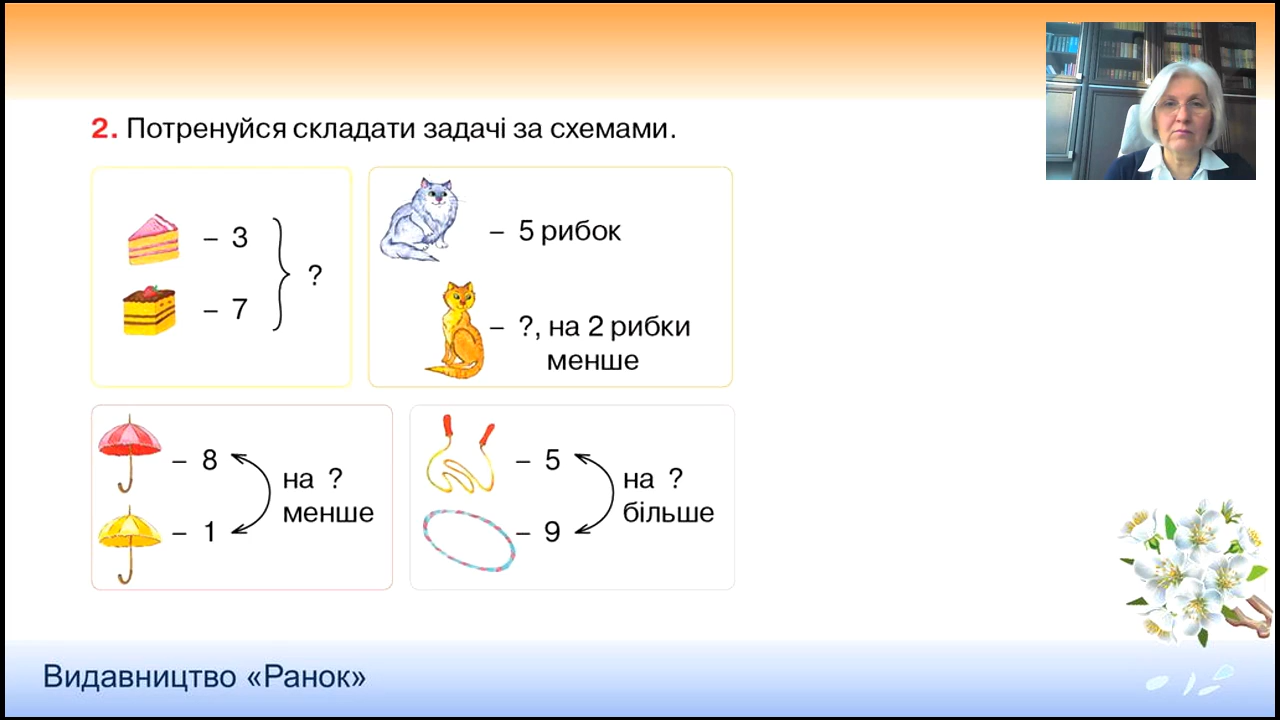 2. Потренуйся складати задачі за схемами.
– 3
– 7
?
– 5 рибок
– ?, на 2 рибки
менше
– 8
– 1
на ?
менше
– 5
– 9
на ?
більше
Видавництво «Ранок»